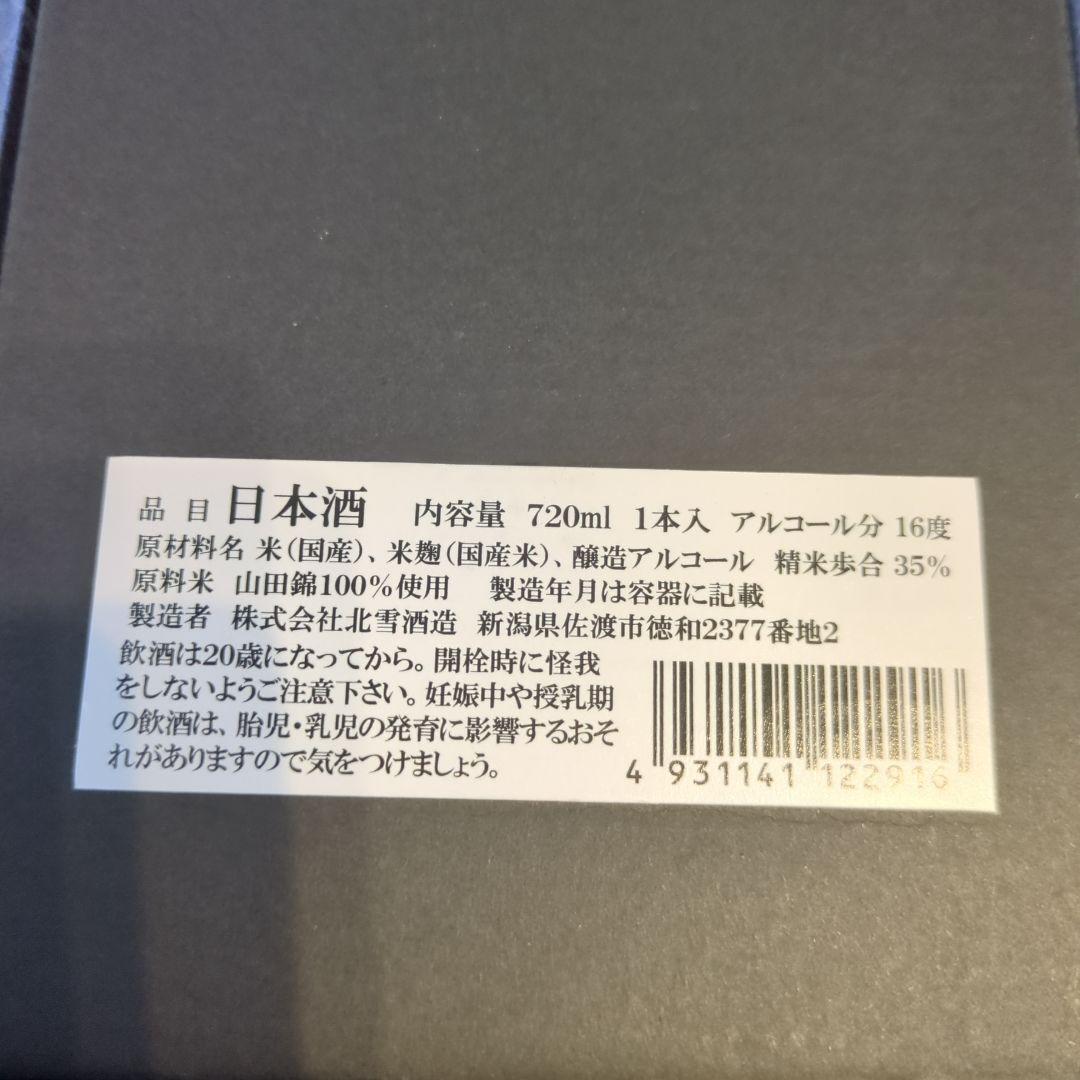 品目 日本酒 内容量 720ml 1本入 アルコール分 16度
原材料名 米(国産)、米麹(国産米)、醸造アルコール 精米歩合 35%
原料米 山田錦100%使用 製造年月は容器に記載
製造者 株式会社北雪酒造 新潟県佐渡市徳和2377番地2
飲酒は20歳になってから。開栓時に怪我
をしないようご注意下さい。妊娠中や授乳期
の飲酒は、胎児・乳児の発育に影響するおそ
れがありますので気をつけましょう。
4 931141 122916